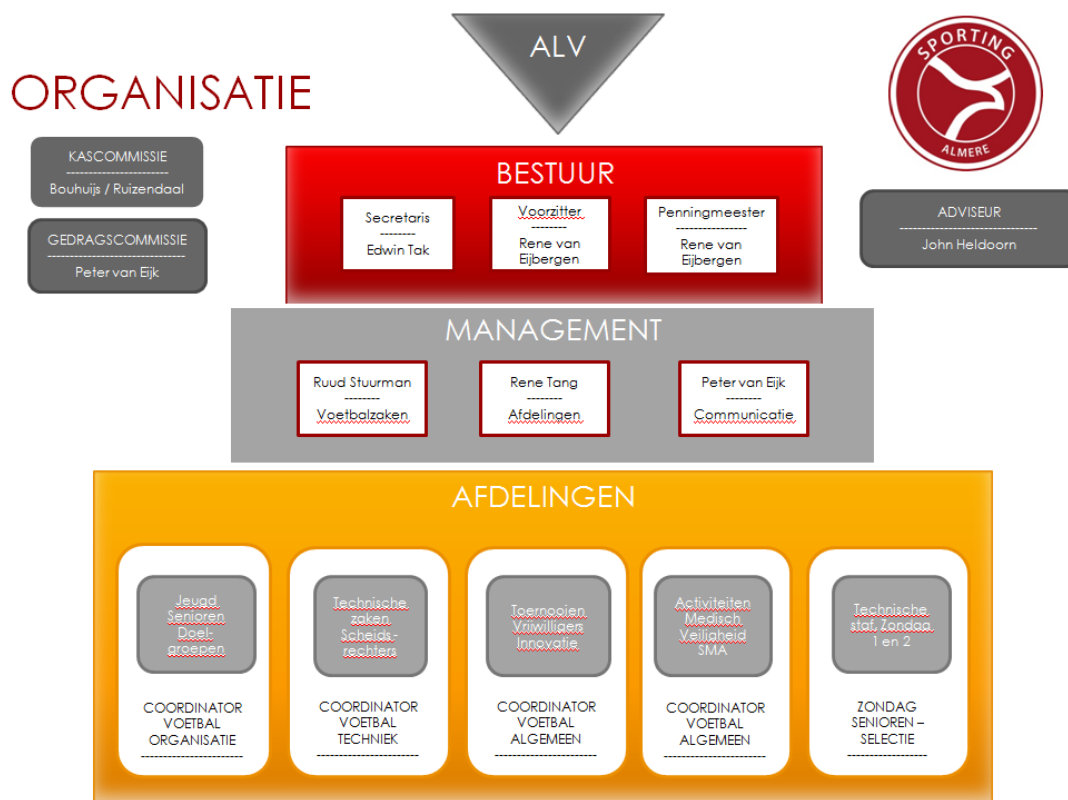 ALV
SPORTING
ALMERE
ORGANISATIE
KASCOMMISSIE
-----------------------
Bouhuijs / Ruizendaal
GEDRAGSCOMMISSIE
-------------------------------
Peter van Eijk
ADVISEUR
-------------------------------
John Heldoorn
BESTUUR
Secretaris
--------
Edwin Tak
Voorzitter
--------
Rene van
Eijbergen
Penningmeester
----------------
Rene van
Eijbergen
MANAGEMENT
Ruud Stuurman
--------
Voetbalzaken
Rene Tang
--------
Afdelingen
Peter van Eijk
--------
Communicatie
AFDELINGEN
Jeugd
Senioren
Doel-
groepen
COORDINATOR
VOETBAL
ORGANISATIE
-----------------------
Technische
zaken
Scheids-
rechters
COORDINATOR
VOETBAL
TECHNIEK
-----------------------
Toernooien
Vrijwilligers
Innovatie
COORDINATOR
VOETBAL
ALGEMEEN
-----------------------
Activiteiten
Medisch
Veiligheid
SMA
COORDINATOR
VOETBAL
ALGEMEEN
-----------------------
Technische
staf, Zondag
1 en 2
ZONDAG
SENIOREN –
SELECTIE
------------------